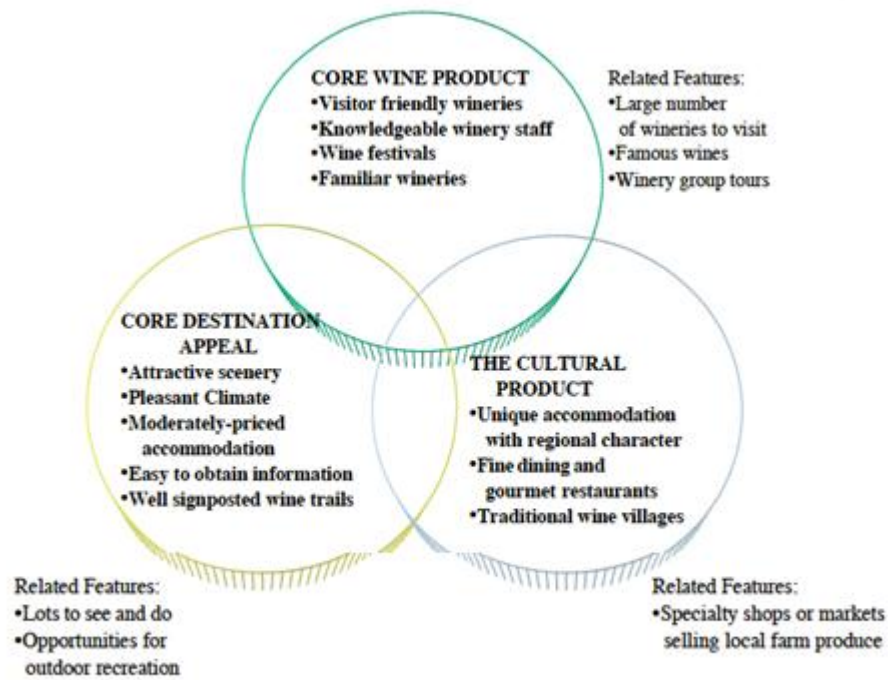 CORE WINE PRODUCT
•Visitor friendly wineries
•Knowledgeable winery staff
•Wine festivals
•Familiar wineries
Related Features:
•Large number
of wineries to visit
•Famous wines
•Winery group tours
CORE DESTINATION
APPEAL
•Attractive scenery
•Pleasant Climate
•Moderately-priced
accommodation
•Easy to obtain information
•Well signposted wine trails
THE CULTURAL
PRODUCT
•Unique accommodation
with regional character
•Fine dining and
gourmet restaurants
•Traditional wine villages
Related Features:
•Lots to see and do
•Opportunities for
outdoor recreation
Related Features:
•Specialty shops or markets
selling local farm produce